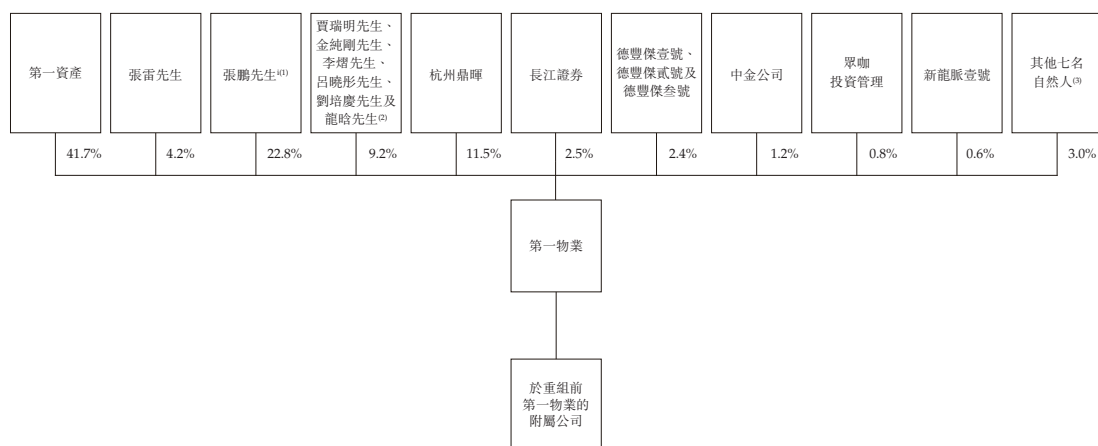 第一資產
張雷先生
張鵬先生⁽¹⁾
賈瑞明先生、
金純剛先生、
李熠先生、
呂曉彤先生、
劉培慶先生及
龍晗先生⁽²⁾
杭州鼎暉
長江證券
德豐傑壹號、
德豐傑貳號及
德豐傑叁號
中金公司
眾咖
投資管理
新龍脈壹號
其他七名
自然人⁽³⁾
41.7%
4.2%
22.8%
9.2%
11.5%
2.5%
2.4%
1.2%
0.8%
0.6%
3.0%
第一物業
於重組前
第一物業的
附屬公司